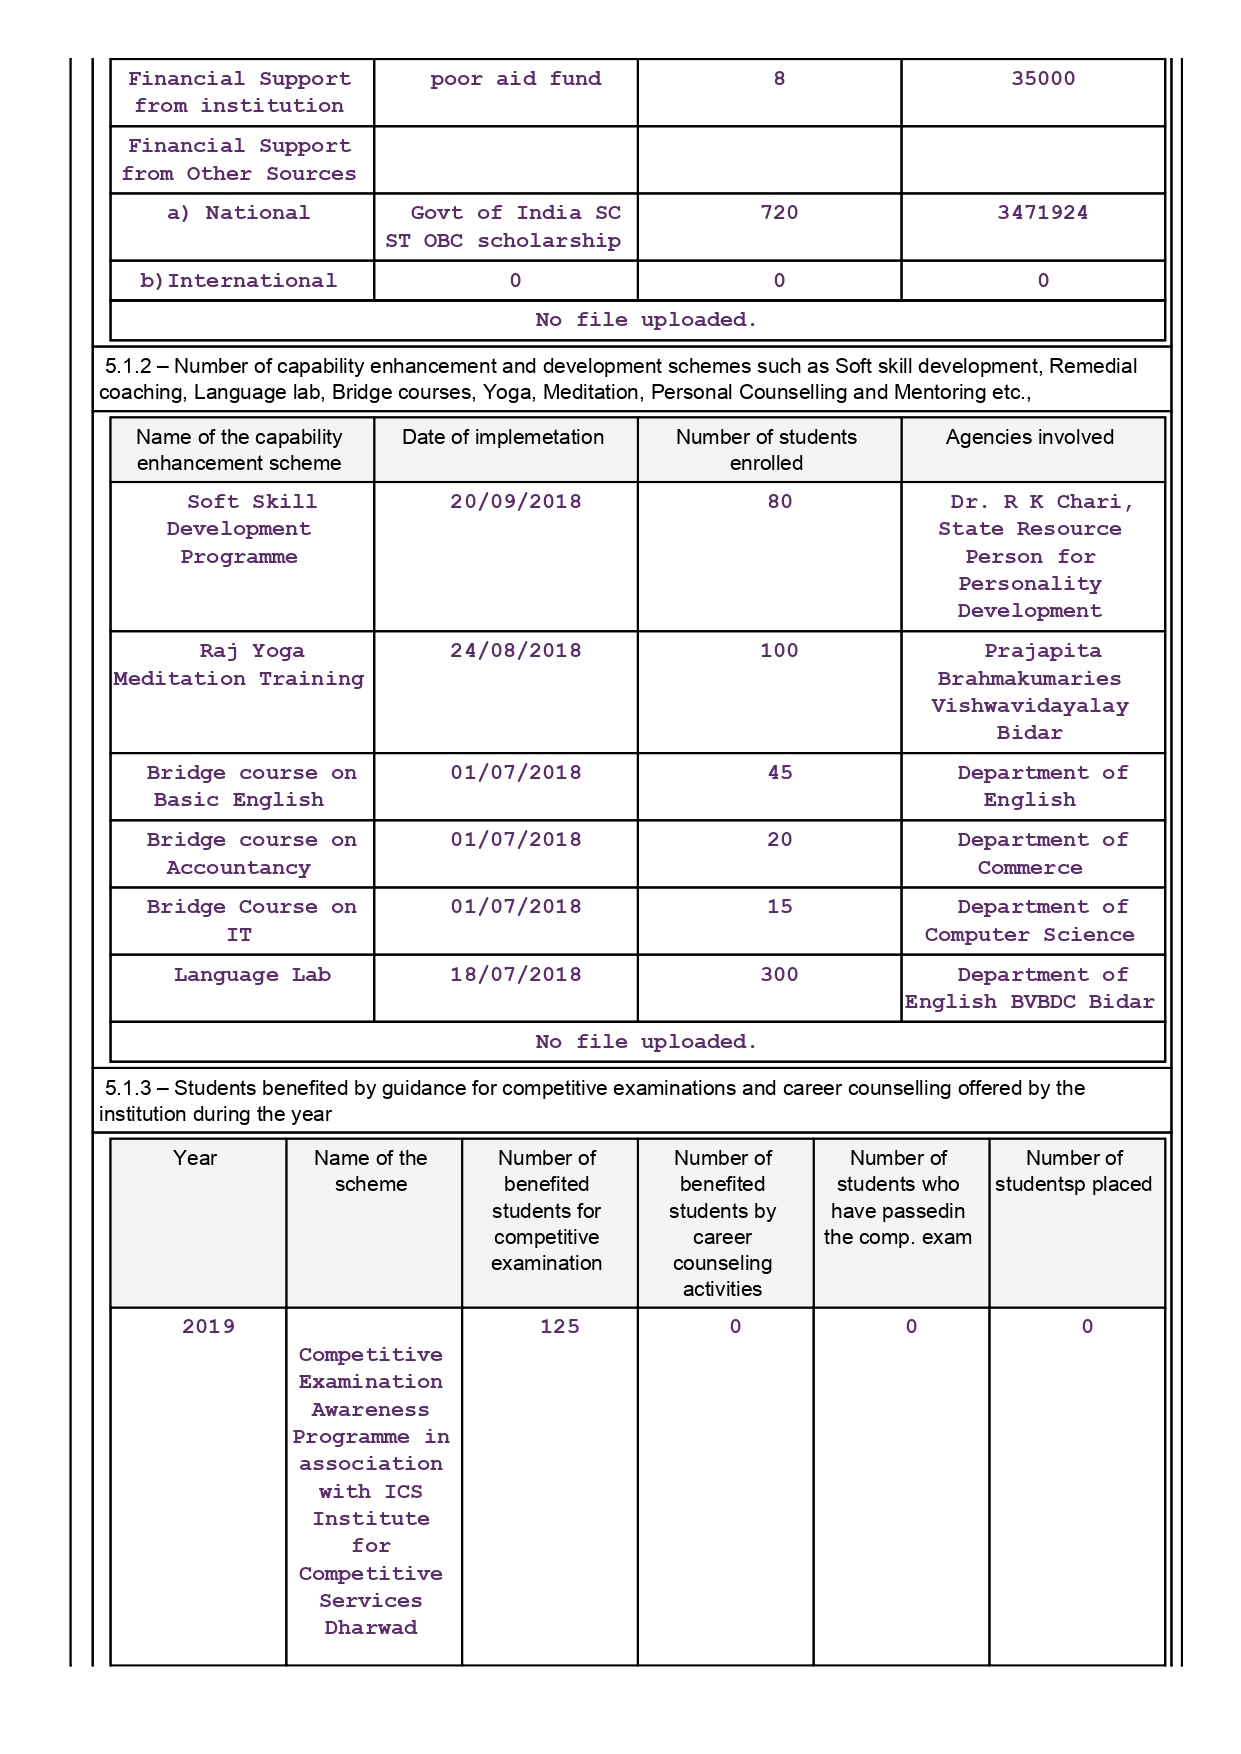 Financial Support poor aid fund 8 35000
from institution
Financial Support
from Other Sources
a) National Govt of India SC 720 3471924
ST OBC scholarship
b)International 0 0 0
No file uploaded.
5.1.2 – Number of capability enhancement and development schemes such as Soft skill development, Remedial
coaching, Language lab, Bridge courses, Yoga, Meditation, Personal Counselling and Mentoring etc.,
Name of the capability Date of implemetation Number of students Agencies involved
enhancement scheme enrolled
Soft Skill 20/09/2018 80 Dr. R K Chari,
Development State Resource
Programme Person for
Personality
Development
Raj Yoga 24/08/2018 100 Prajapita
Meditation Training Brahmakumaries
Vishwavidayalay
Bidar
Bridge course on 01/07/2018 45 Department of
Basic English English
Bridge course on 01/07/2018 20 Department of
Accountancy Commerce
Bridge Course on 01/07/2018 15 Department of
IT Computer Science
Language Lab 18/07/2018 300 Department of
English BVBDC Bidar
No file uploaded.
5.1.3 – Students benefited by guidance for competitive examinations and career counselling offered by the
institution during the year
Year Name of the Number of Number of Number of Number of
scheme benefited benefited students who studentsp placed
students for students by have passedin
competitive career the comp. exam
examination counseling
activities
2019 125 0 0 0
Competitive
Examination
Awareness
Programme in
association
with ICS
Institute
for
Competitive
Services
Dharwad